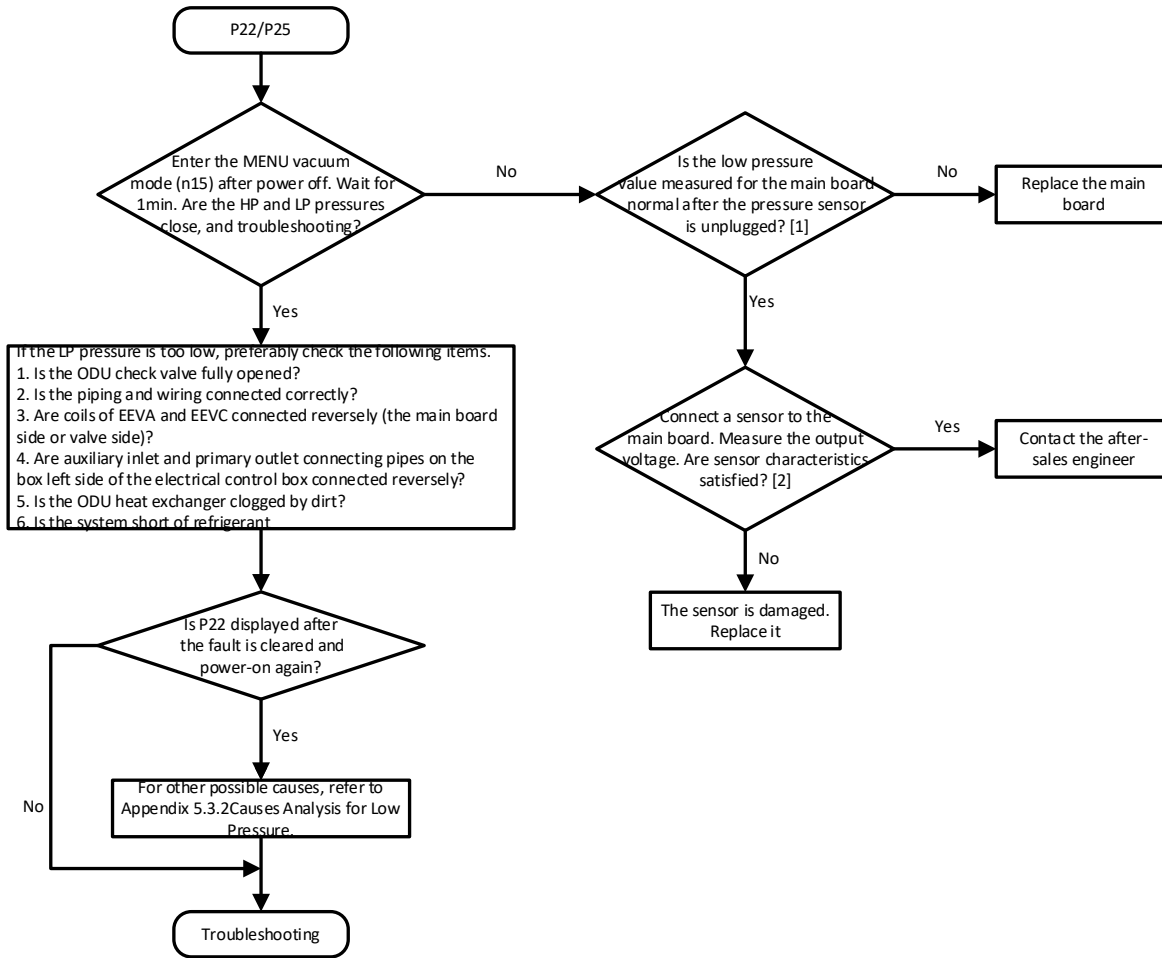 P22/P25
Enter the MENU vacuum
mode (n15) after power off. Wait for
1min. Are the HP and LP pressures
close, and troubleshooting?
No
Is the low pressure
value measured for the main board
normal after the pressure sensor
is unplugged? [1]
No
Replace the main
board
Yes
Yes
If the LP pressure is too low, preferably check the following items.
1. Is the ODU check valve fully opened?
2. Is the piping and wiring connected correctly?
3. Are coils of EEVA and EEVC connected reversely (the main board
side or valve side)?
4. Are auxiliary inlet and primary outlet connecting pipes on the
box left side of the electrical control box connected reversely?
5. Is the ODU heat exchanger clogged by dirt?
6. Is the system short of refrigerant
Connect a sensor to the
main board. Measure the output
voltage. Are sensor characteristics
satisfied? [2]
Yes
Contact the after-
sales engineer
No
The sensor is damaged.
Replace it
Is P22 displayed after
the fault is cleared and
power-on again?
Yes
No
For other possible causes, refer to
Appendix 5.3.2Causes Analysis for Low
Pressure.
Troubleshooting